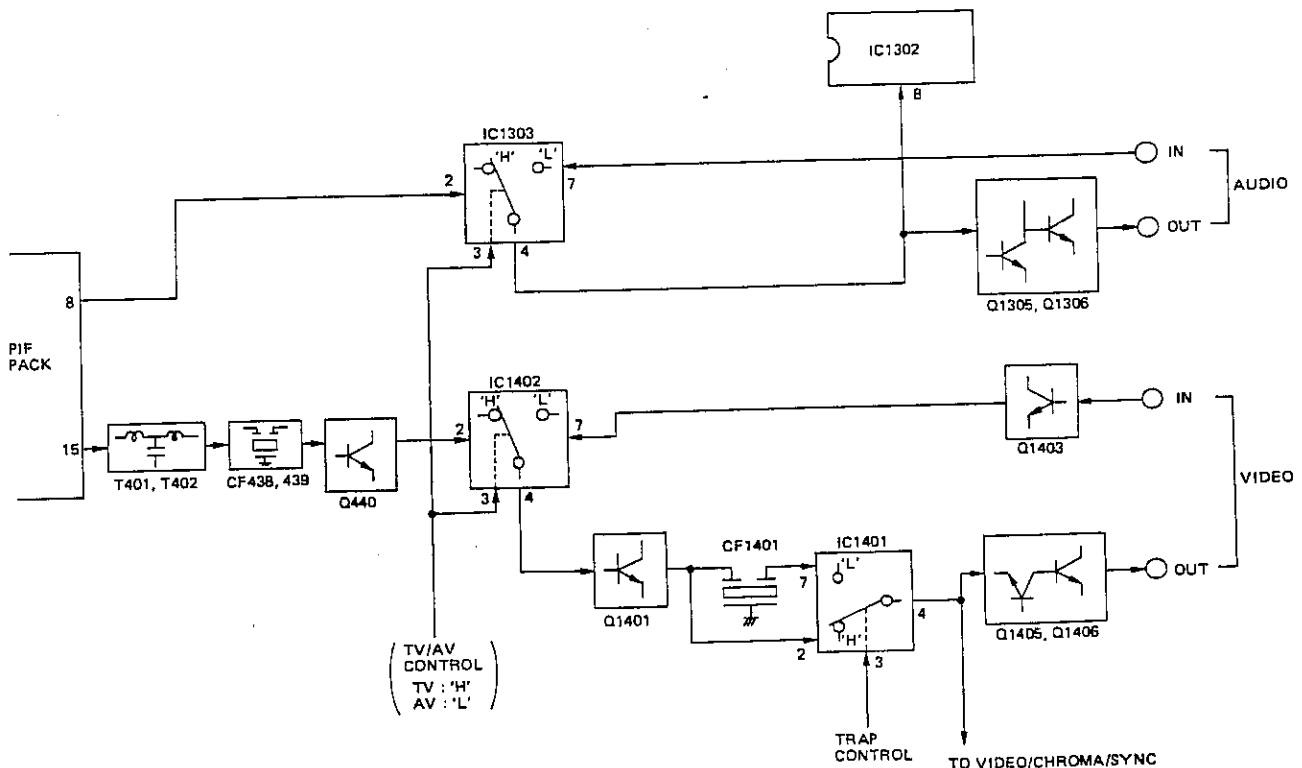 IC1302
8
IC1303
'H'
'L'
2
7
3
4
IN
OUT
AUDIO
Q1305, Q1306
PIF
PACK
8
15
T401, T402
CF438, 439
Q440
IC1402
'H'
'L'
2
7
3
4
Q1403
IN
OUT
VIDEO
Q1401
CF1401
IC1401
'L'
'H'
7
2
3
4
Q1405, Q1406
TV/AV
CONTROL
TV : 'H'
AV : 'L'
TRAP
CONTROL
TO VIDEO/CHROMA/SYNC